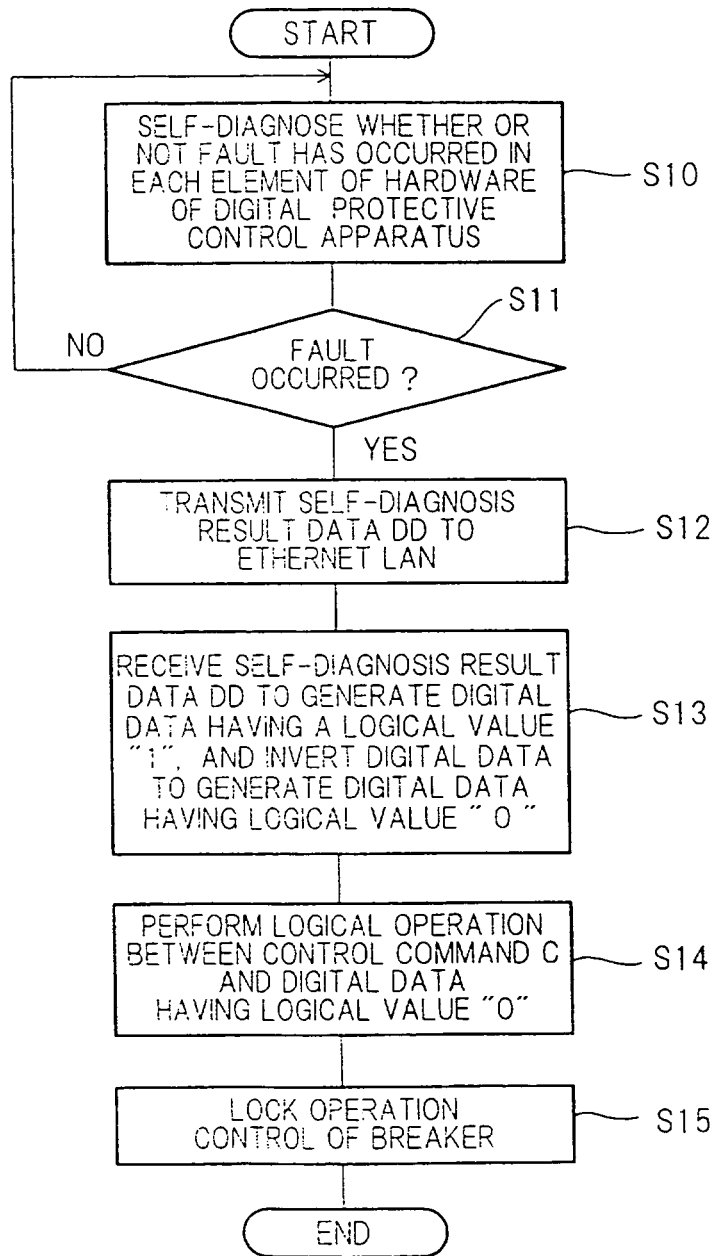 START
SELF-DIAGNOSE WHETHER OR
NOT FAULT HAS OCCURRED IN
EACH ELEMENT OF HARDWARE
OF DIGITAL PROTECTIVE
CONTROL APPARATUS
S10
S11
NO
FAULT
OCCURRED ?
YES
TRANSMIT SELF-DIAGNOSIS
RESULT DATA DD TO
ETHERNET LAN
S12
RECEIVE SELF-DIAGNOSIS RESULT
DATA DD TO GENERATE DIGITAL
DATA HAVING A LOGICAL VALUE
"1", AND INVERT DIGITAL DATA
TO GENERATE DIGITAL DATA
HAVING LOGICAL VALUE " 0 "
S13
PERFORM LOGICAL OPERATION
BETWEEN CONTROL COMMAND C
AND DIGITAL DATA
HAVING LOGICAL VALUE "0"
S14
LOCK OPERATION
CONTROL OF BREAKER
S15
END